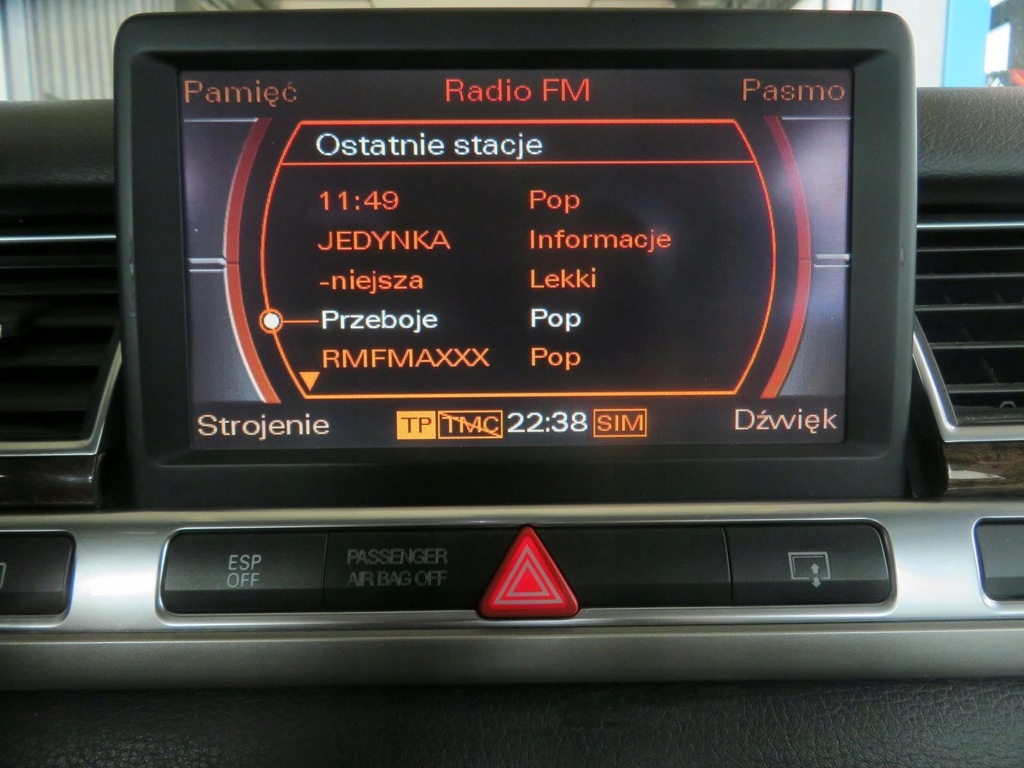 Pamięć Radio FM Pasmo
Ostatnie stacje
11:49 Pop
JEDYNKA Informacje
-niejsza Lekki
Przeboje Pop
RMFMAXXX Pop
Strojenie TP TMC 22:38 SIM Dźwięk
ESP
OFF
PASSENGER
AIR BAG OFF